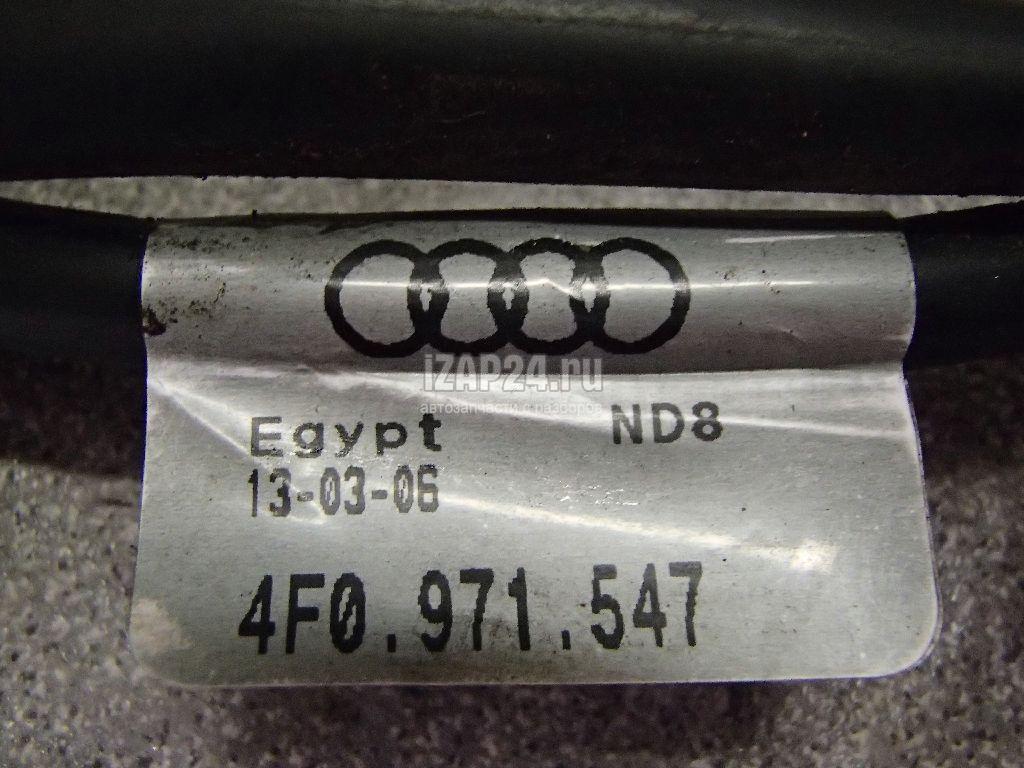 iZAP24.ru
автозапчасти с разборов
Egypt ND8
13-03-06
4F0.971.547